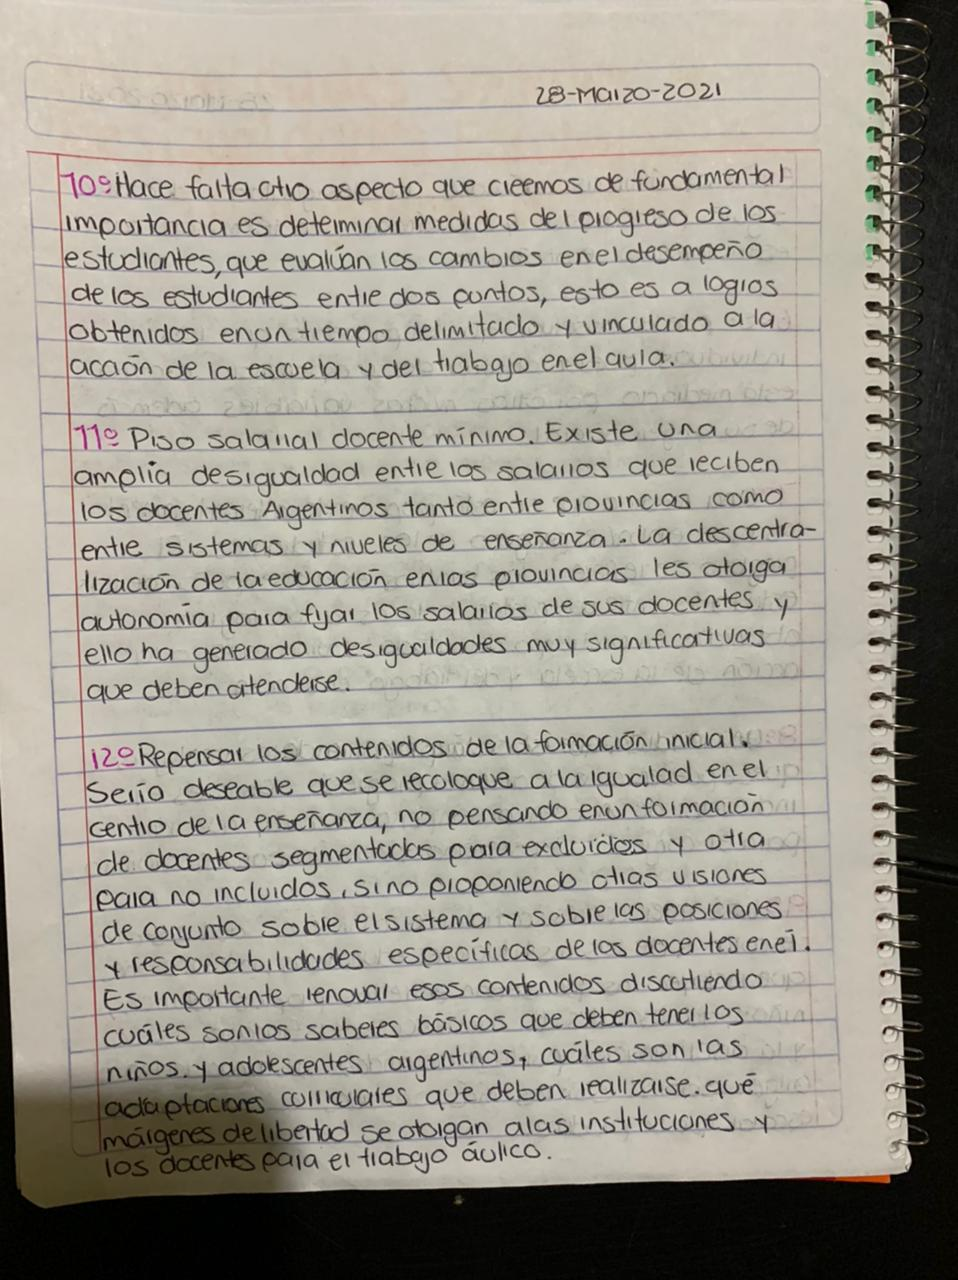 28-Marzo-2021
10º Hace falta otro aspecto que creemos de fundamental
importancia es determinar medidas del progreso de los
estudiantes, que evalúan los cambios en el desempeño
de los estudiantes entre dos puntos, esto es a logros
obtenidos en un tiempo delimitado y vinculado a la
acción de la escuela y del trabajo en el aula.
11º Piso salarial docente mínimo. Existe una
amplia desigualdad entre los salarios que reciben
los docentes Argentinos tanto entre provincias como
entre sistemas y niveles de enseñanza. La descentra-
lización de la educación en las provincias les otorga
autonomía para fijar los salarios de sus docentes y
ello ha generado desigualdades muy significativas
que deben atenderse.
12º Repensar los contenidos de la formación inicial.
Sería deseable que se recoloque a la igualad en el
centro de la enseñanza, no pensando en un formación
de docentes segmentadas para excluidos y otra
para no incluidos, sino proponiendo otras visiones
de conjunto sobre el sistema y sobre las posiciones
y responsabilidades específicas de los docentes en él.
Es importante renovar esos contenidos discutiendo
cuáles son los saberes básicos que deben tener los
niños. y adolescentes argentinos, cuáles son las
adaptaciones curriculares que deben realizarse. qué
márgenes de libertad se otorgan a las instituciones y
los docentes para el trabajo áulico.